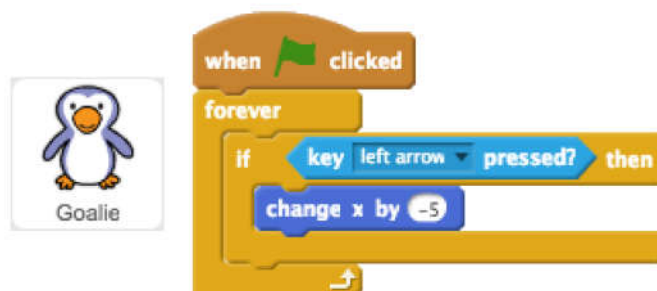 when clicked
forever
if key left arrow pressed? then
change x by -5
Goalie